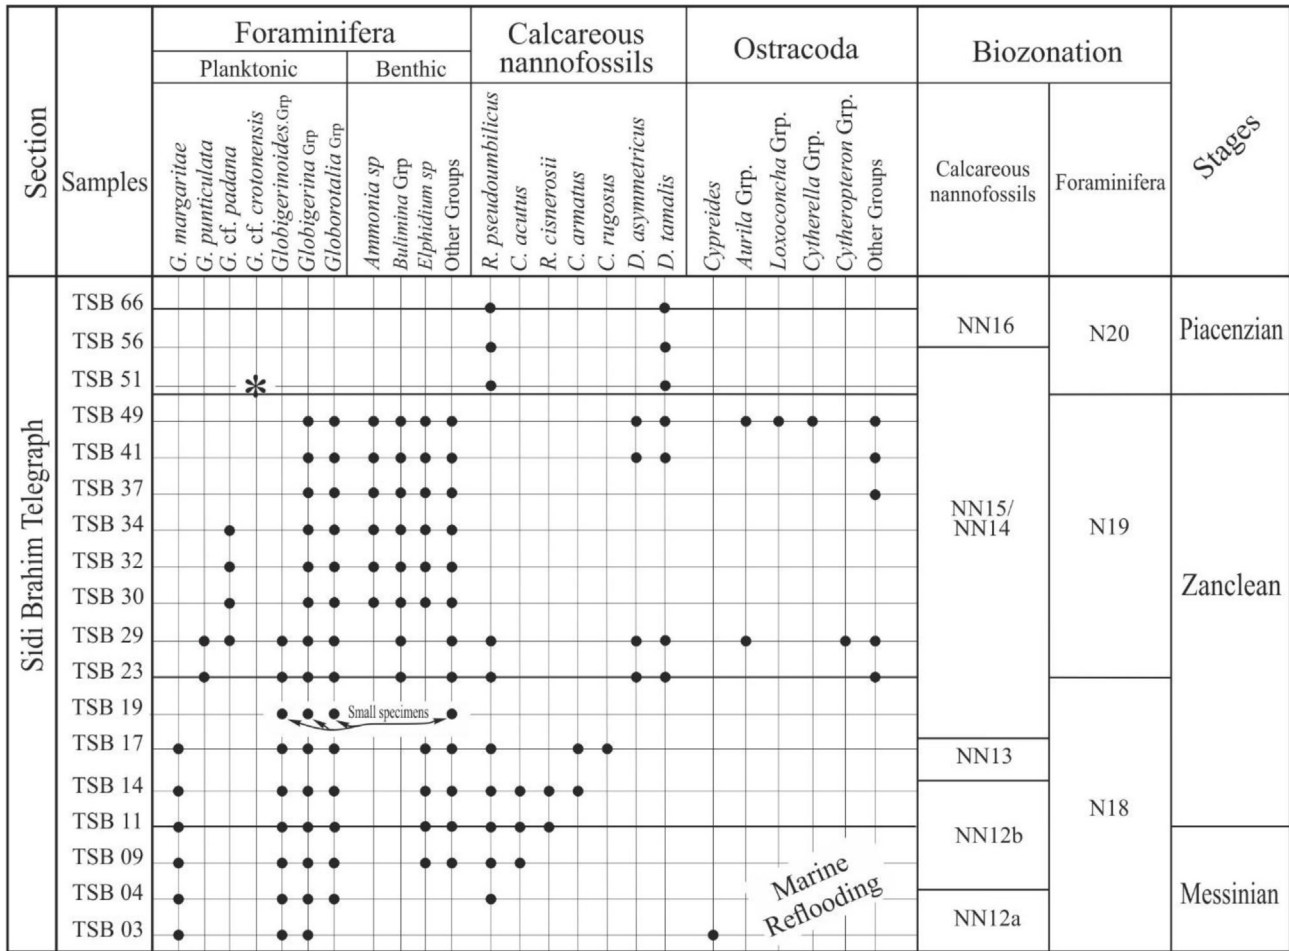 Section
Samples
Foraminifera
Planktonic
Benthic
Calcareous
nannofossils
Ostracoda
Biozonation
Stages
G. margaritae
G. punticulata
G. cf. padana
G. cf. crotonensis
Globigerinoides.Grp
Globigerina Grp
Globorotalia Grp
Ammonia sp
Bulimina Grp
Elphidium sp
Other Groups
R. pseudoumbilicus
C. acutus
R. cisnerosii
C. armatus
C. rugosus
D. asymmetricus
D. tamalis
Cypreides
Aurila Grp.
Loxoconcha Grp.
Cytherella Grp.
Cytheropteron Grp.
Other Groups
Calcareous
nannofossils
Foraminifera
Sidi Brahim Telegraph
TSB 66
TSB 56
TSB 51
*
TSB 49
TSB 41
TSB 37
TSB 34
TSB 32
TSB 30
TSB 29
TSB 23
TSB 19
Small specimens
TSB 17
TSB 14
TSB 11
TSB 09
TSB 04
TSB 03
Marine
Reflooding
NN16
NN15/
NN14
NN13
NN12b
NN12a
N20
N19
N18
Piacenzian
Zanclean
Messinian